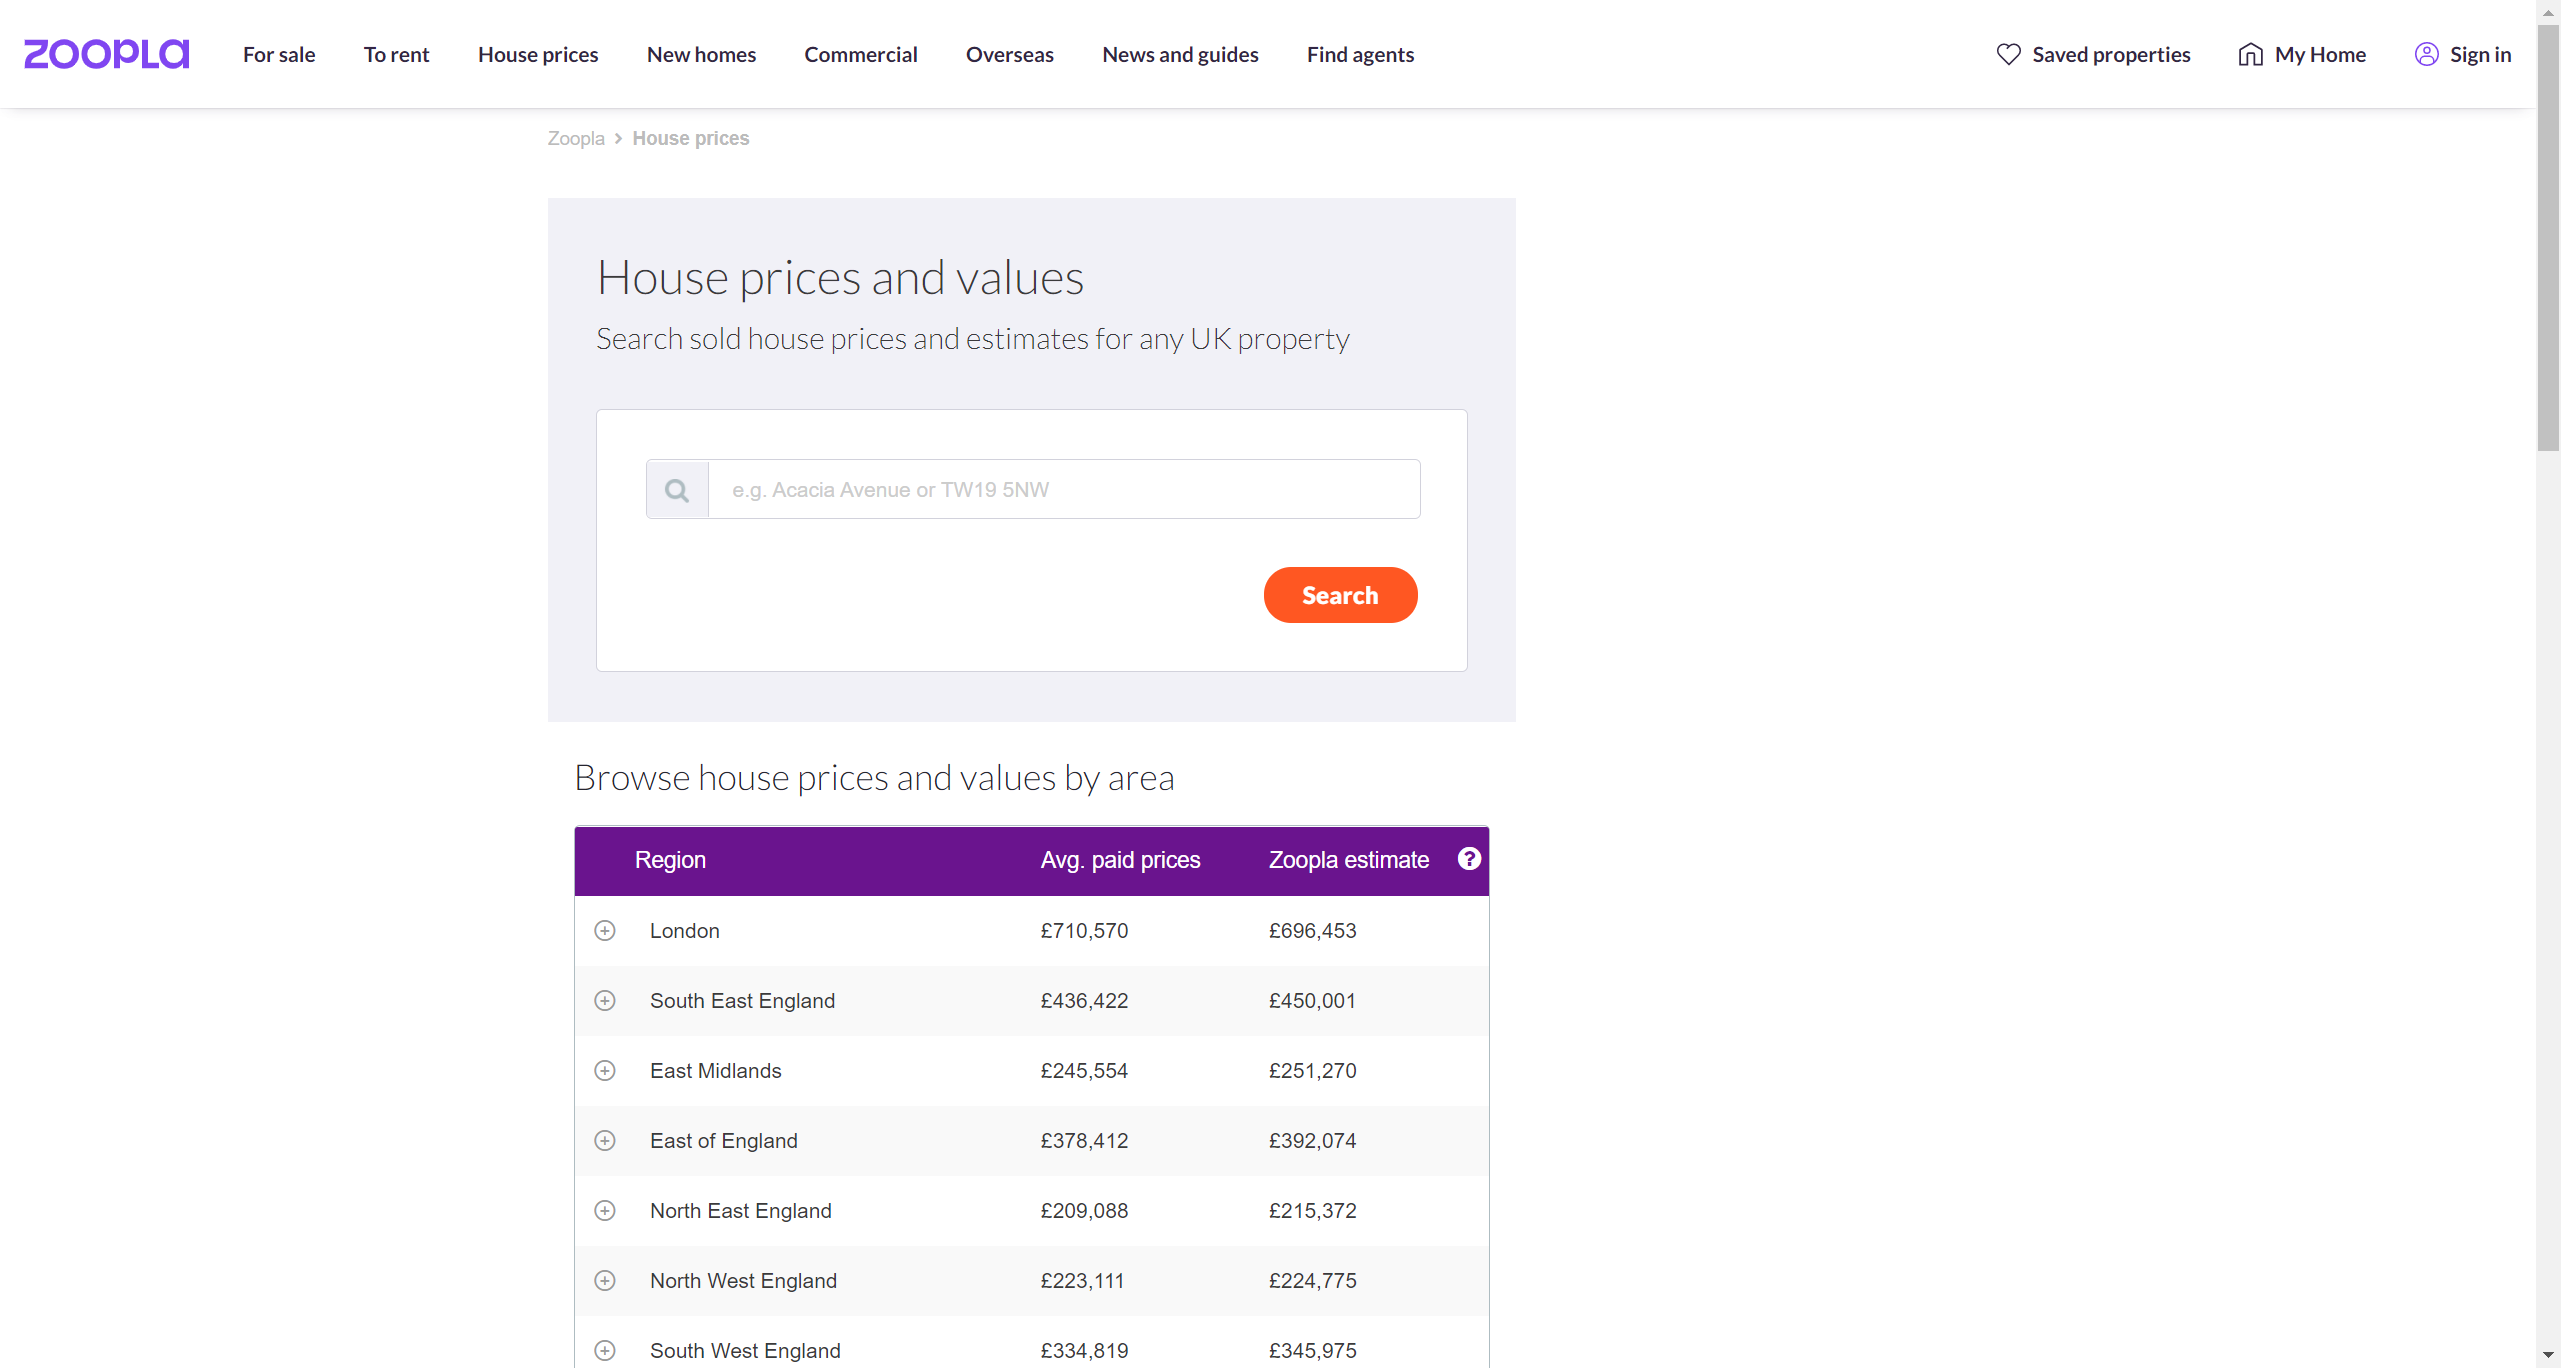 zoopla
For sale To rent House prices New homes Commercial Overseas News and guides Find agents Saved properties My Home Sign in
Zoopla > House prices
House prices and values
Search sold house prices and estimates for any UK property
e.g. Acacia Avenue or TW19 5NW
Search
Browse house prices and values by area
Region Avg. paid prices Zoopla estimate ?
London £710,570 £696,453
South East England £436,422 £450,001
East Midlands £245,554 £251,270
East of England £378,412 £392,074
North East England £209,088 £215,372
North West England £223,111 £224,775
South West England £334,819 £345,975